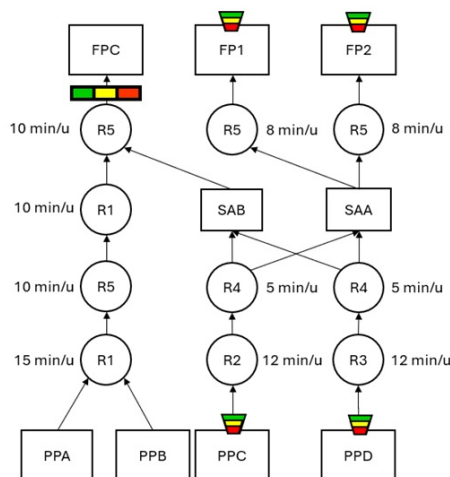 FPC FP1 FP2
10 min/u R5 R5 8 min/u R5 8 min/u
10 min/u R1 SAB SAA
10 min/u R5 R4 5 min/u R4 5 min/u
15 min/u R1 R2 12 min/u R3 12 min/u
PPA PPB PPC PPD